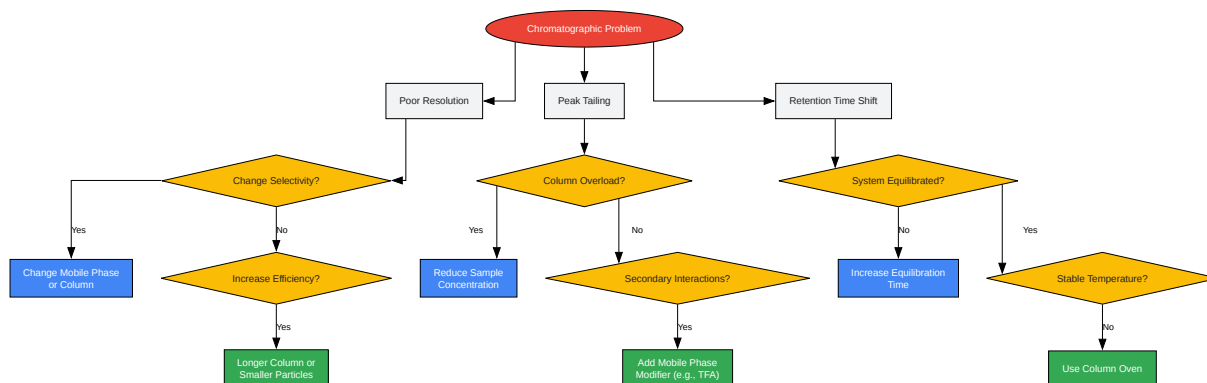 Chromatographic Problem
Poor Resolution
Peak Tailing
Retention Time Shift
Change Selectivity?
Column Overload?
System Equilibrated?
Yes
No
Yes
No
No
Yes
Change Mobile Phase
or Column
Increase Efficiency?
Reduce Sample
Concentration
Secondary Interactions?
Increase Equilibration
Time
Stable Temperature?
Yes
Yes
No
Longer Column or
Smaller Particles
Add Mobile Phase
Modifier (e.g., TFA)
Use Column Oven